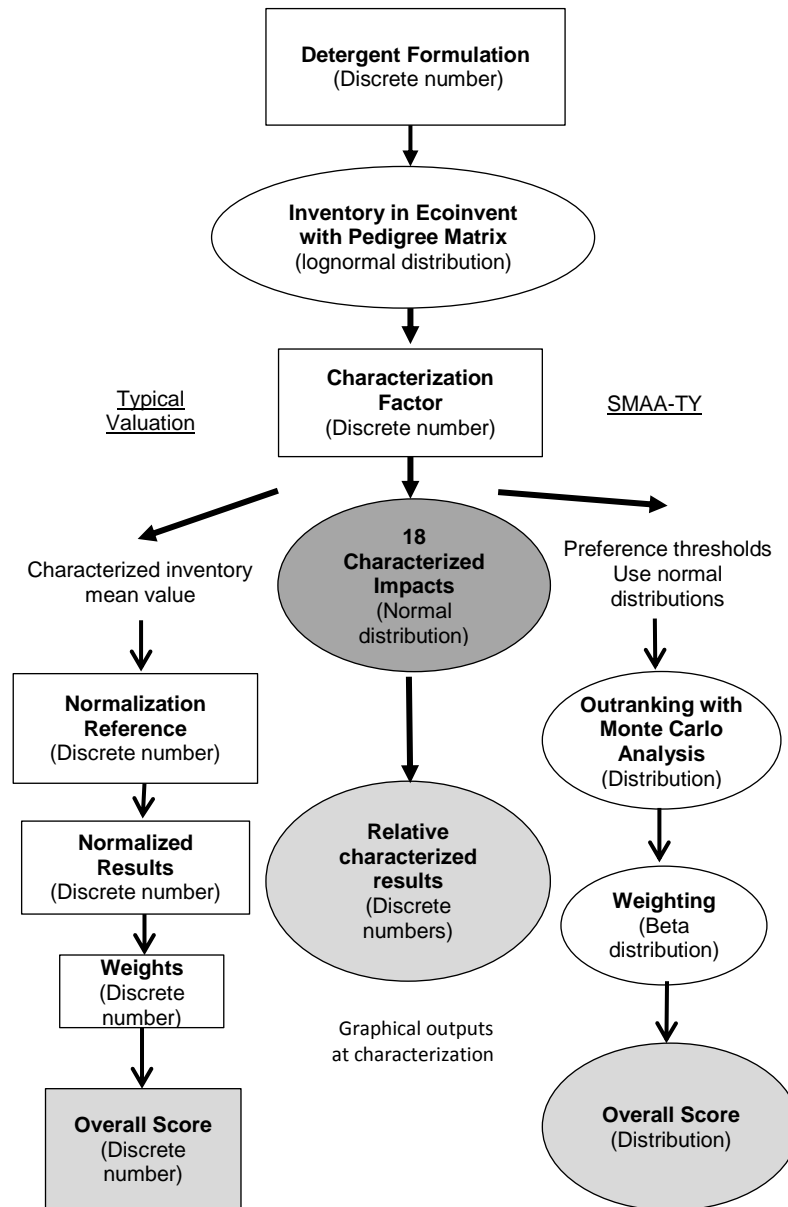 Detergent Formulation
(Discrete number)
Inventory in Ecoinvent
with Pedigree Matrix
(lognormal distribution)
Characterization
Factor
(Discrete number)
Typical
Valuation
SMAA-TY
18
Characterized
Impacts
(Normal
distribution)
Characterized inventory
mean value
Preference thresholds
Use normal
distributions
Normalization
Reference
(Discrete number)
Outranking with
Monte Carlo
Analysis
(Distribution)
Normalized
Results
(Discrete number)
Relative
characterized
results
(Discrete
numbers)
Weighting
(Beta
distribution)
Weights
(Discrete
number)
Graphical outputs
at characterization
Overall Score
(Discrete
number)
Overall Score
(Distribution)